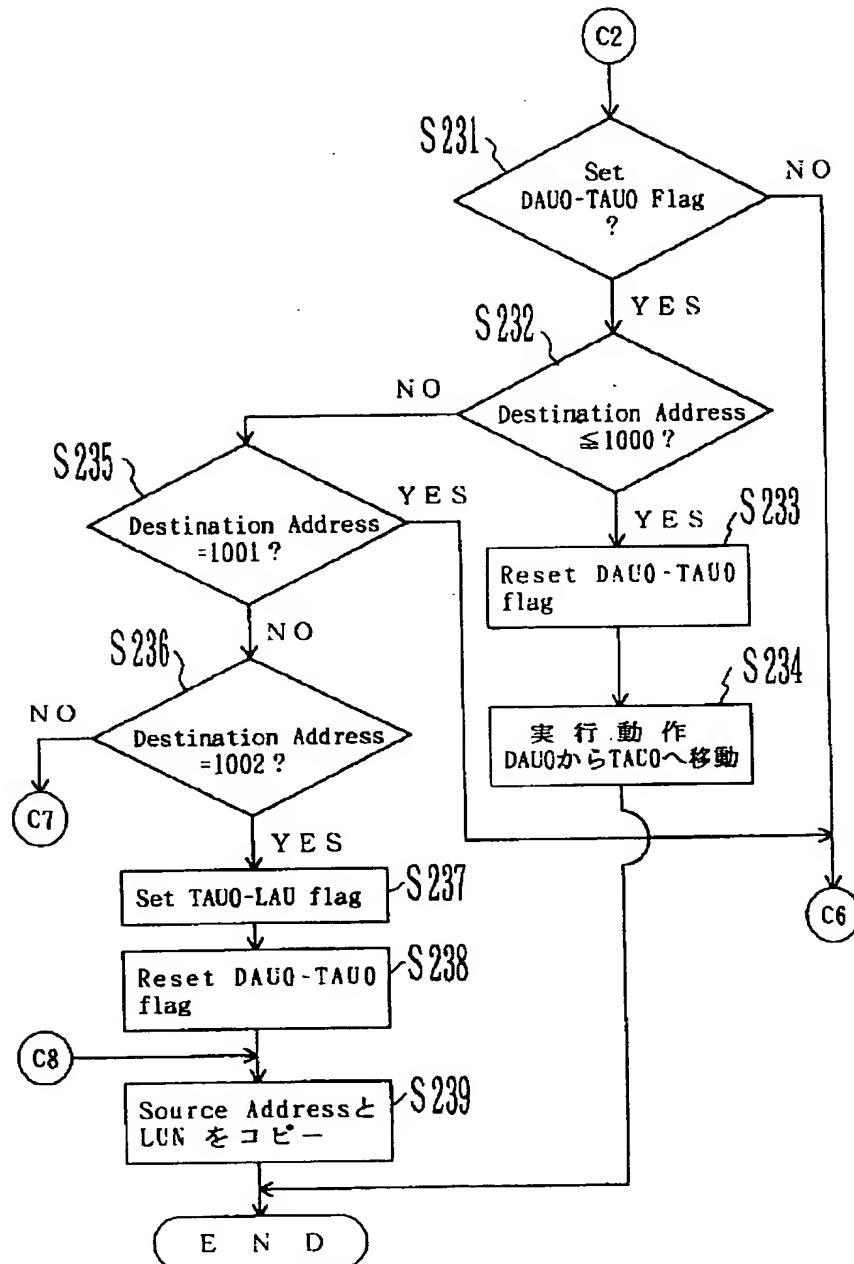 C2
S231
Set
DAU0-TAU0 Flag
?
NO
YES
S232
NO
Destination Address
≦1000?
S235
YES
Destination Address
=1001?
YES
S233
Reset DAU0-TAU0
flag
NO
S236
S234
NO
Destination Address
=1002?
実行動作
DAU0からTAU0へ移動
C7
YES
Set TAU0-LAU flag
S237
C6
Reset DAU0-TAU0
flag
S238
C8
Source Addressと
LUN をコピー
S239
END